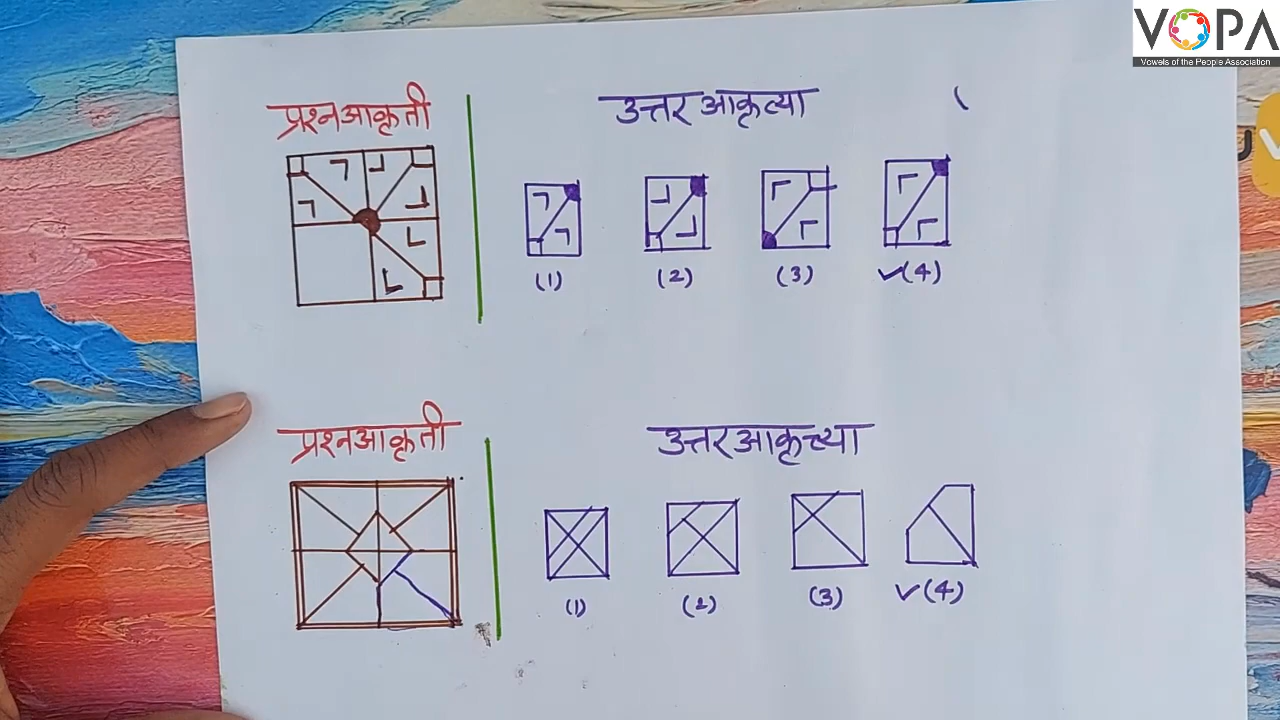 VOPA
Vowels of the People Association
प्रश्नआकृती
उत्तर आकृत्या
(1) (2) (3) ✓(4)
प्रश्नआकृती
उत्तरआकृत्या
(1) (2) (3) ✓(4)